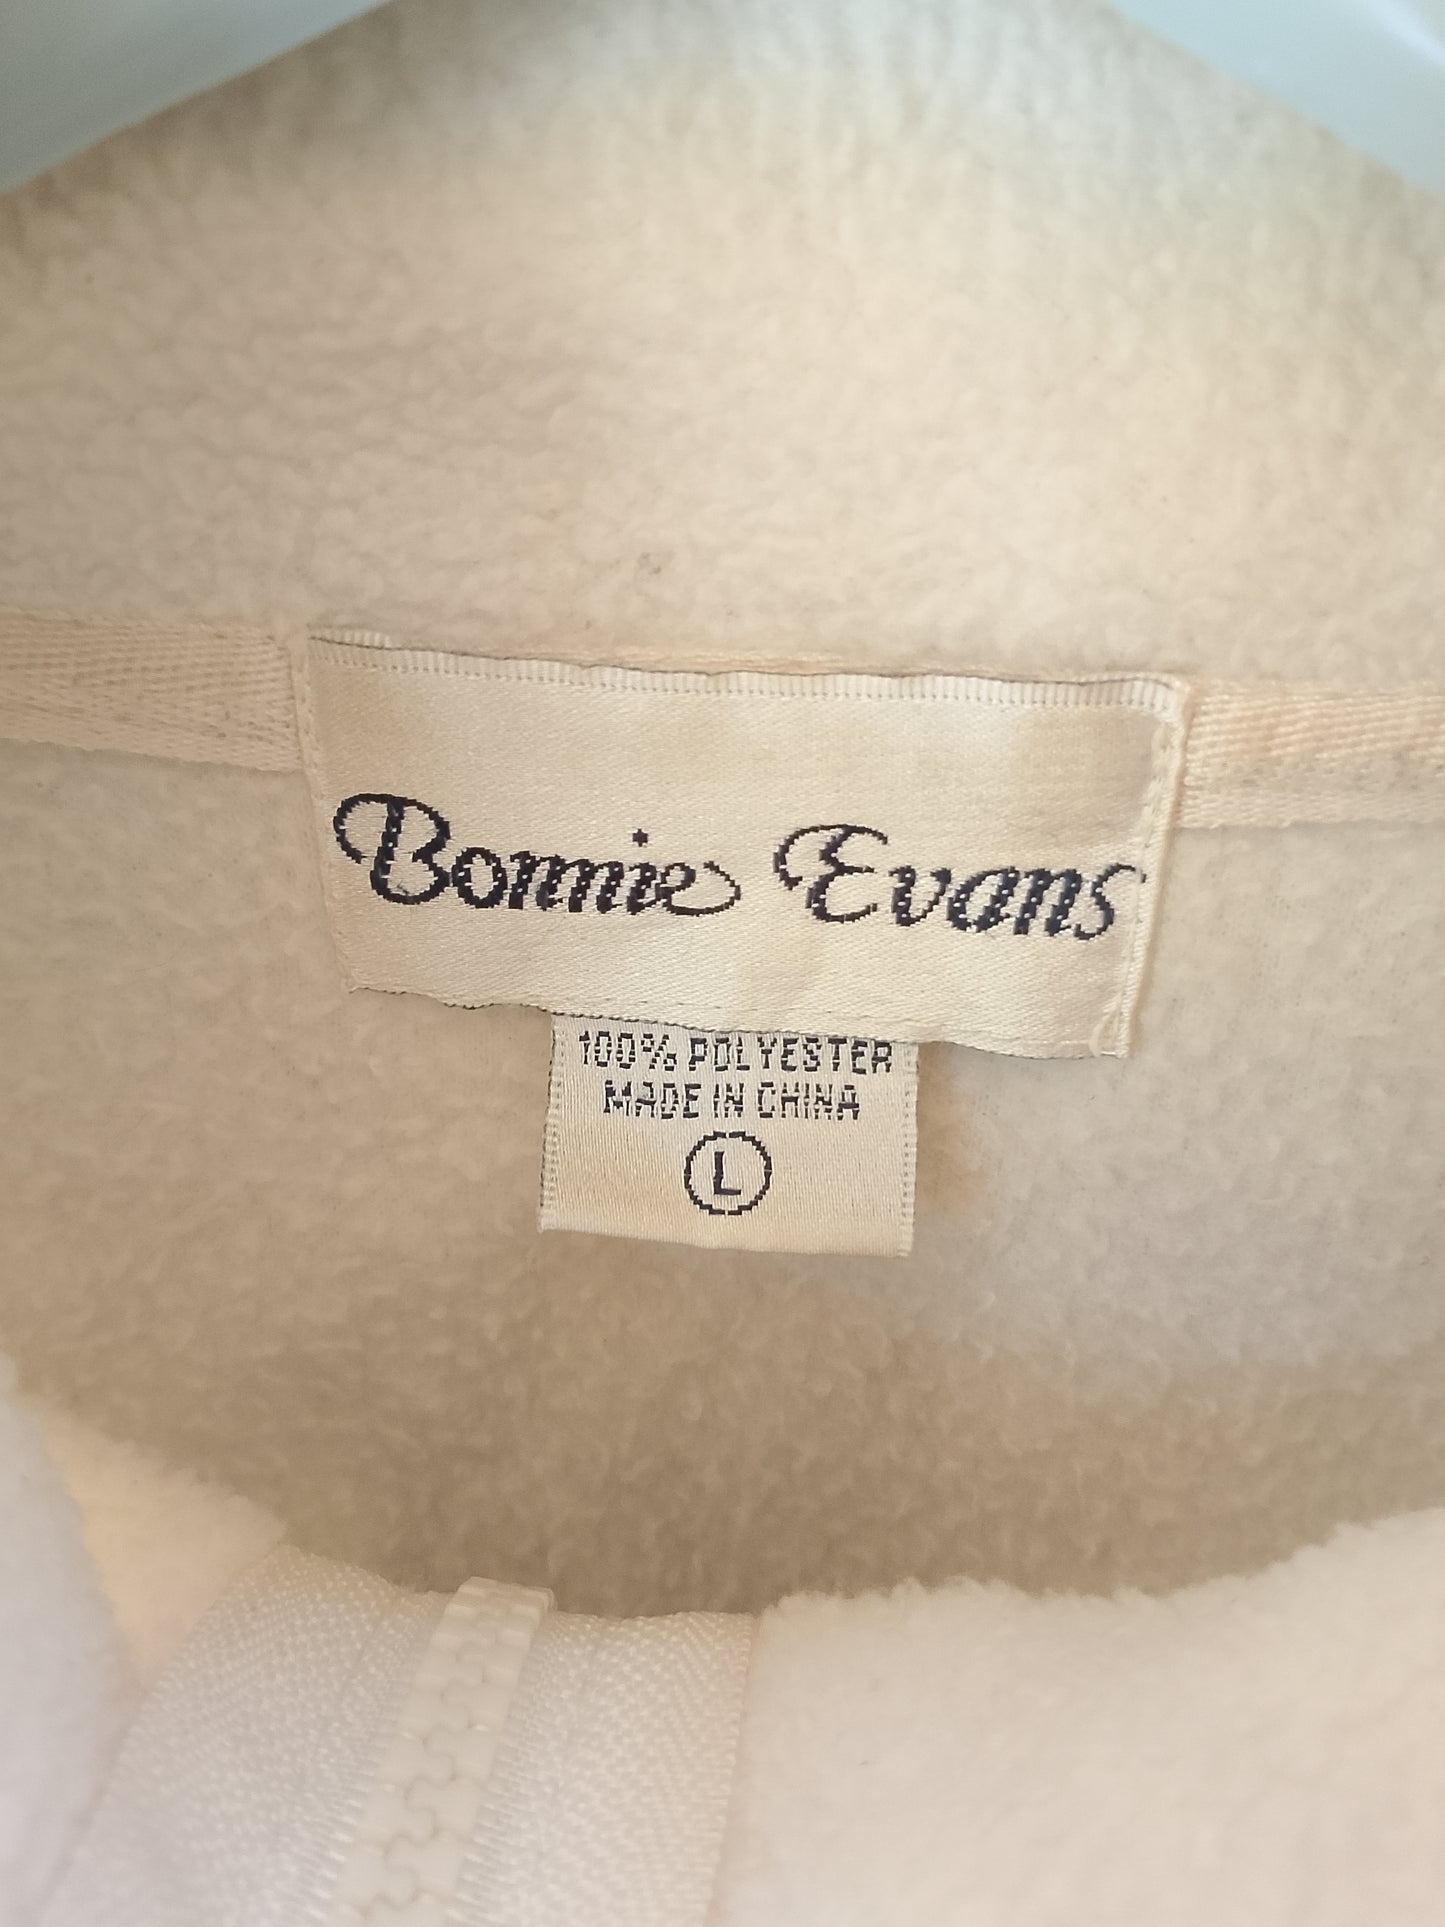 Bonnie Evans
100% POLYESTER
MADE IN CHINA
L